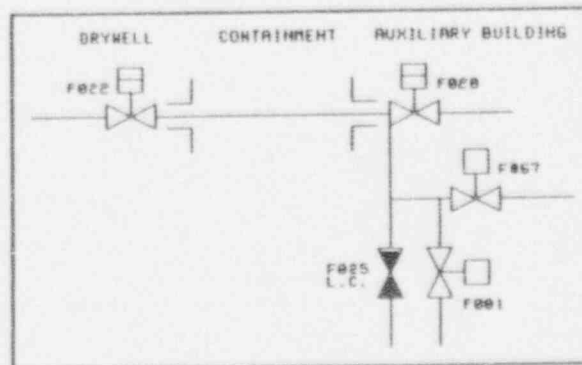 DRYWELL CONTAINMENT AUXILIARY BUILDING
F022
F028
F067
F025
L.C.
F001